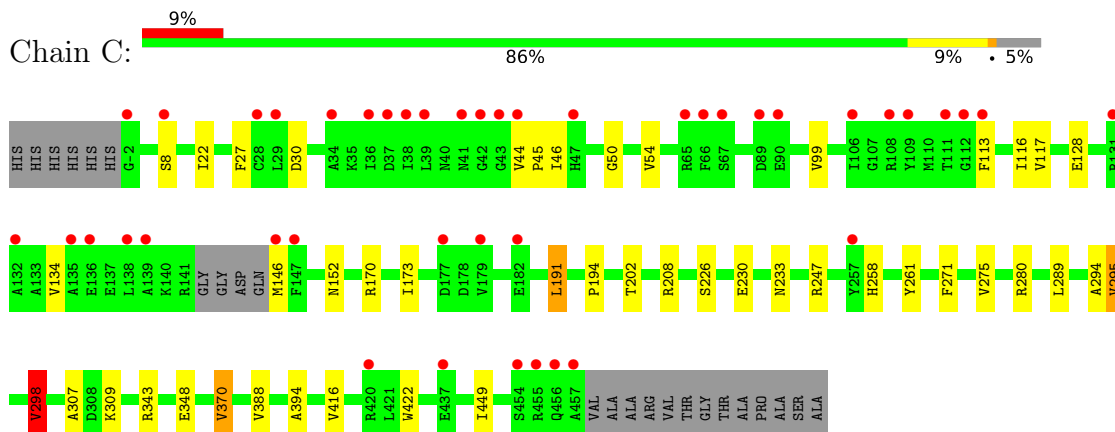 9%
Chain C:
86% 9% • 5%
HIS HIS HIS HIS HIS HIS G-2 S8 I22 F27 C28 L29 D30 A34 K35 I36 D37 I38 L39 N40 N41 G42 G43 V44 P45 I46 H47 G50 V54 R65 F66 S67 D89 E90 V99 I106 G107 R108 Y109 M110 T111 G112 F113 I116 V117 E128 R131
A132 A133 V134 A135 E136 E137 L138 A139 K140 R141 GLY GLY ASP GLN M146 F147 N152 R170 I173 D177 D178 V179 E182 L191 P194 T202 R208 S226 E230 N233 R247 Y257 H258 Y261 F271 V275 R280 L289 A294 V295
V298 A307 D308 K309 R343 E348 V370 V388 A394 V416 R420 L421 W422 E437 I449 S454 R455 Q456 A457 VAL ALA ALA ARG VAL THR GLY THR ALA PRO ALA SER ALA